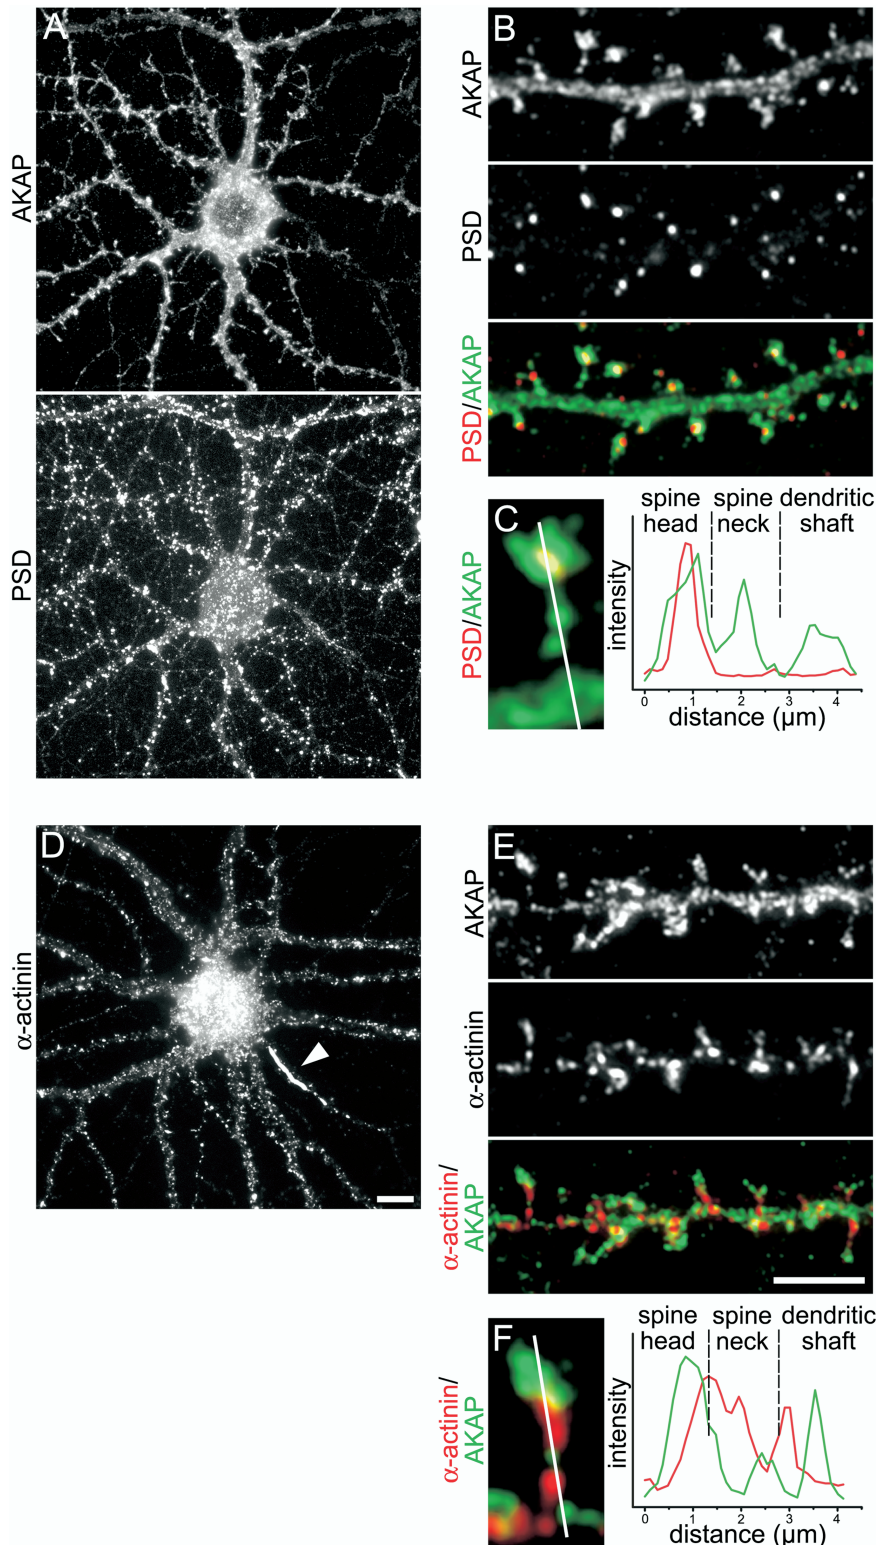 A
AKAP
PSD
B
AKAP
PSD
PSD/AKAP
C
PSD/AKAP
spine head
spine neck
dendritic shaft
intensity
0 1 2 3 4
distance (µm)
D
α-actinin
E
AKAP
α-actinin
α-actinin/
AKAP
F
α-actinin/
AKAP
spine head
spine neck
dendritic shaft
intensity
0 1 2 3 4
distance (µm)